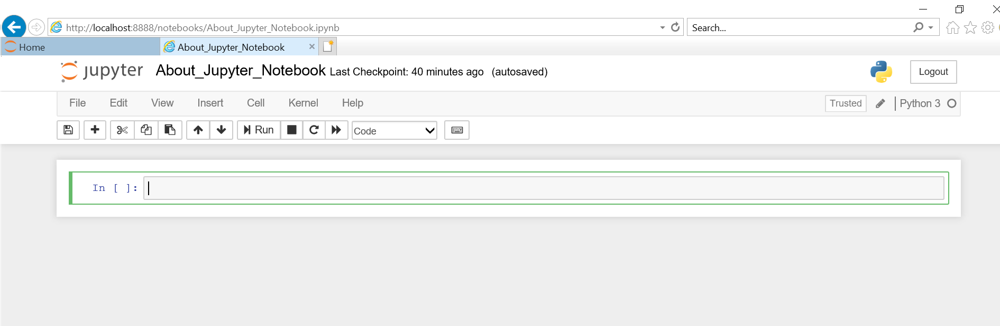 http://localhost:8888/notebooks/About_Jupyter_Notebook.ipynb Search...
Home About_Jupyter_Notebook
jupyter About_Jupyter_Notebook Last Checkpoint: 40 minutes ago (autosaved) Logout
File Edit View Insert Cell Kernel Help Trusted Python 3
Run Code
In [ ]: